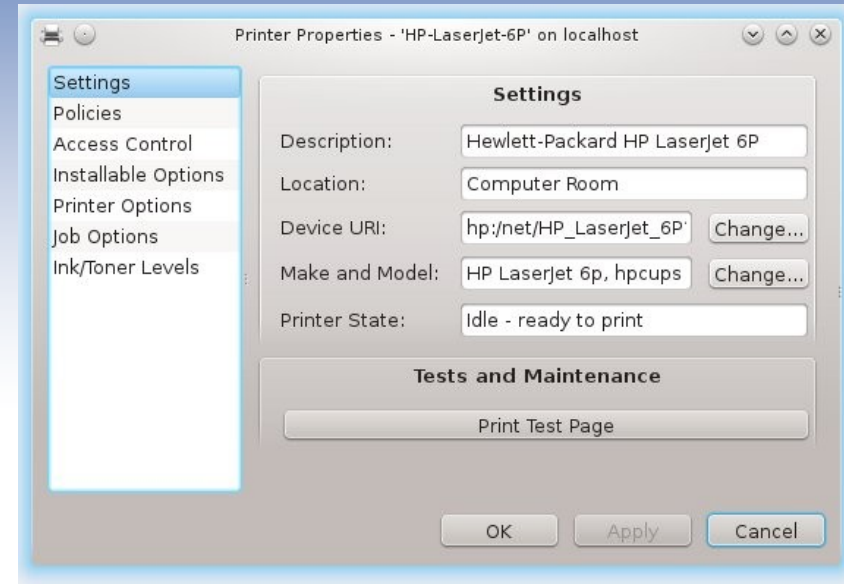 Printer Properties - 'HP-LaserJet-6P' on localhost
Settings
Policies
Access Control
Installable Options
Printer Options
Job Options
Ink/Toner Levels
Settings
Description: Hewlett-Packard HP LaserJet 6P
Location: Computer Room
Device URI: hp:/net/HP_LaserJet_6P Change...
Make and Model: HP LaserJet 6p, hpcups Change...
Printer State: Idle - ready to print
Tests and Maintenance
Print Test Page
OK Apply Cancel